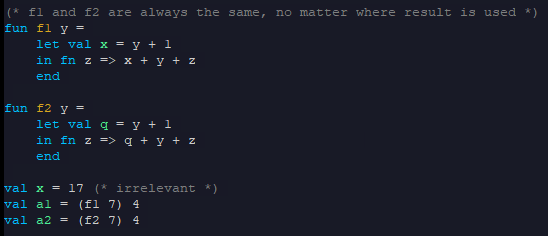 (* f1 and f2 are always the same, no matter where result is used *)
fun f1 y =
    let val x = y + 1
    in fn z => x + y + z
    end

fun f2 y =
    let val q = y + 1
    in fn z => q + y + z
    end

val x = 17 (* irrelevant *)
val a1 = (f1 7) 4
val a2 = (f2 7) 4